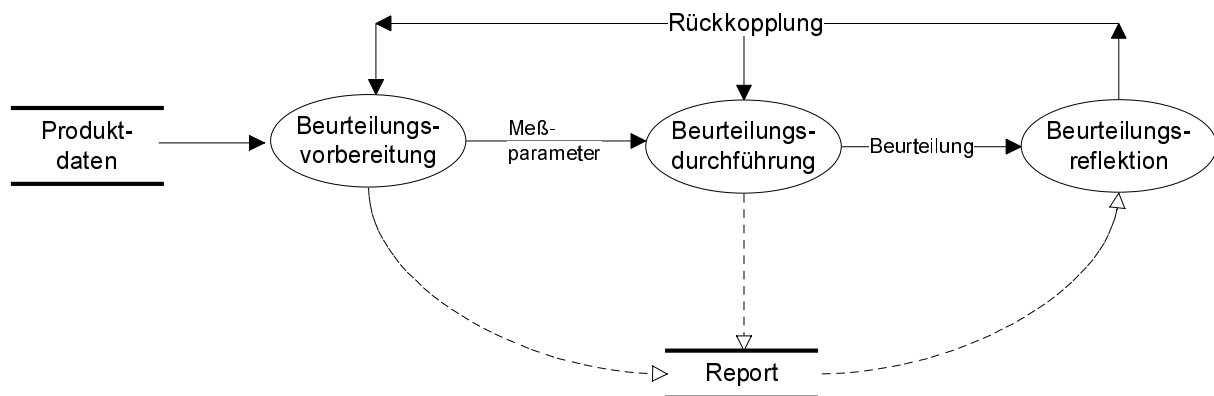 Rückkopplung
Produkt-
daten
Beurteilungs-
vorbereitung
Meß-
parameter
Beurteilungs-
durchführung
Beurteilung
Beurteilungs-
reflektion
Report